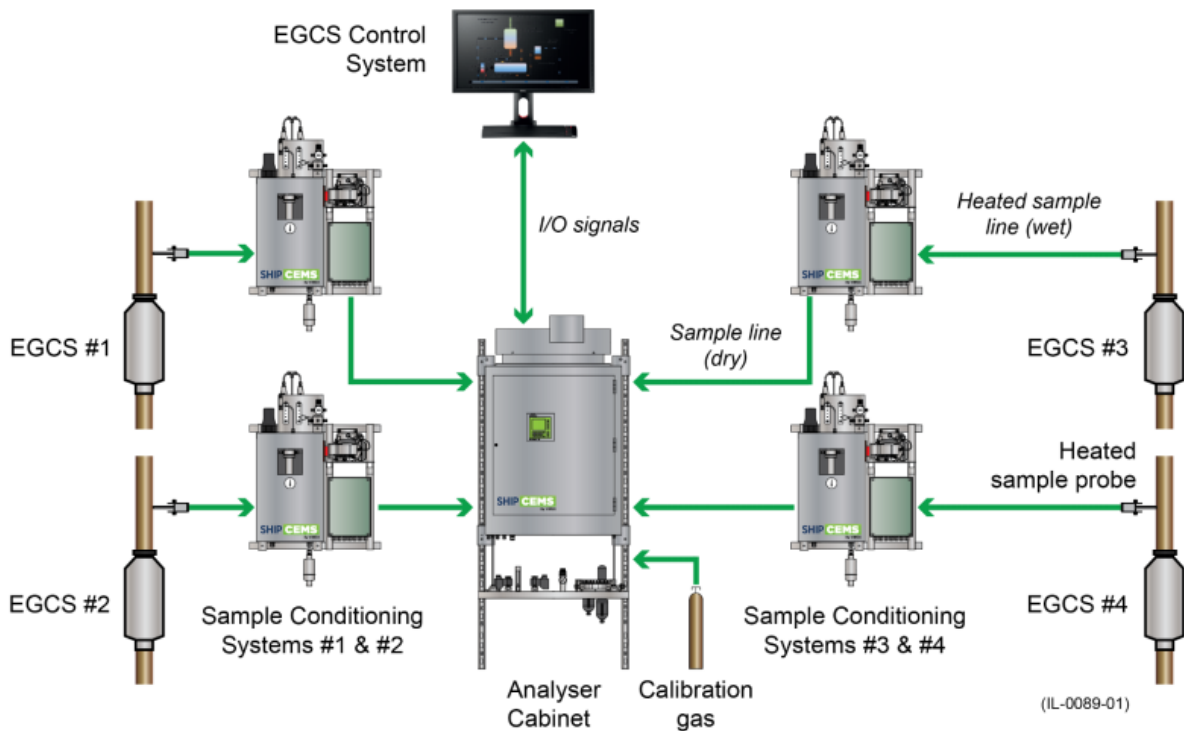 EGCS Control
System
I/O signals
Heated sample
line (wet)
SHIP CEMS
SHIP CEMS
EGCS #1
Sample line
(dry)
EGCS #3
SHIP CEMS
Heated
sample probe
SHIP CEMS
SHIP CEMS
EGCS #2
Sample Conditioning
Systems #1 & #2
Sample Conditioning
Systems #3 & #4
EGCS #4
Analyser
Cabinet
Calibration
gas
(IL-0089-01)